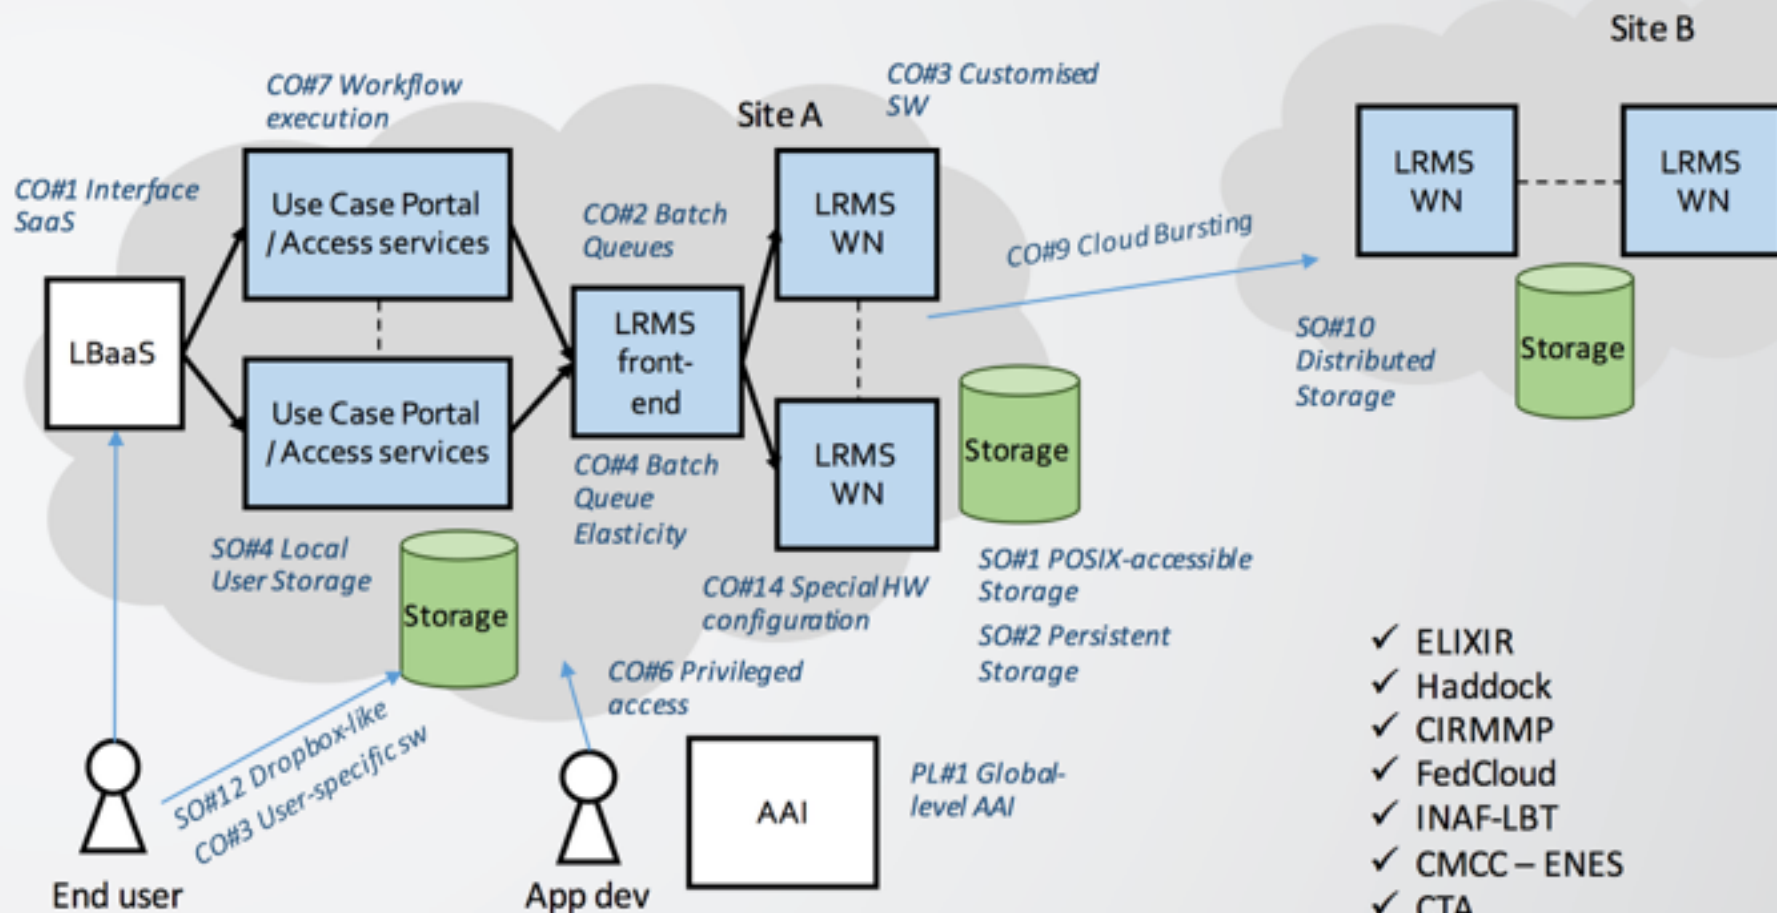 Site B
CO#7 Workflow
execution
CO#3 Customised
SW
Site A
CO#1 Interface
SaaS
Use Case Portal
/ Access services
CO#2 Batch
Queues
LRMS
WN
CO#9 Cloud Bursting
LRMS
WN
LRMS
WN
LBaaS
LRMS
front-
end
SO#10
Distributed
Storage
Storage
Use Case Portal
/ Access services
CO#4 Batch
Queue
Elasticity
LRMS
WN
Storage
SO#4 Local
User Storage
Storage
CO#14 Special HW
configuration
SO#1 POSIX-accessible
Storage
SO#2 Persistent
Storage
CO#6 Privileged
access
SO#12 Dropbox-like
CO#3 User-specific sw
End user
App dev
AAI
PL#1 Global-
level AAI
✓ ELIXIR
✓ Haddock
✓ CIRMMP
✓ FedCloud
✓ INAF-LBT
✓ CMCC – ENES
✓ CTA